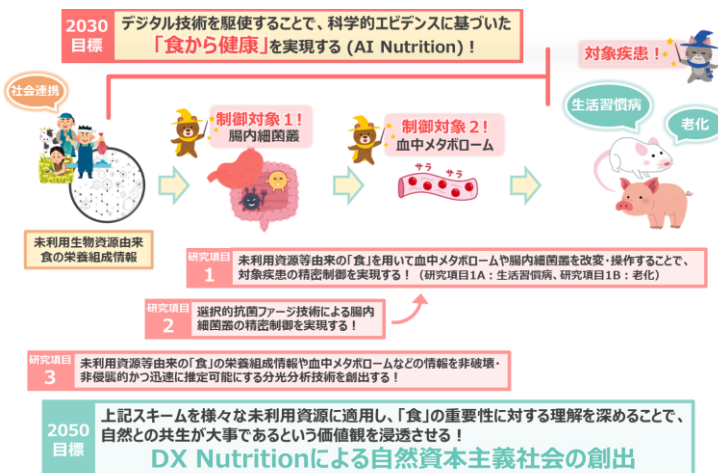 2030
目標
デジタル技術を駆使することで、科学的エビデンスに基づいた
「食から健康」を実現する (AI Nutrition)！
対象疾患！
社会連携
制御対象1！
腸内細菌叢
制御対象2！
血中メタボローム
サラ サラ
生活習慣病
老化
未利用生物資源由来
食の栄養組成情報
研究項目
1
未利用資源等由来の「食」を用いて血中メタボロームや腸内細菌叢を改変・操作することで、
対象疾患の精密制御を実現する！（研究項目1A：生活習慣病、研究項目1B：老化）
研究項目
2
選択的抗菌ファージ技術による腸内
細菌叢の精密制御を実現する！
研究項目
3
未利用資源等由来の「食」の栄養組成情報や血中メタボロームなどの情報を非破壊・
非侵襲的かつ迅速に推定可能にする分光分析技術を創出する！
2050
目標
上記スキームを様々な未利用資源に適用し、「食」の重要性に対する理解を深めることで、
自然との共生が大事であるという価値観を浸透させる！
DX Nutritionによる自然資本主義社会の創出